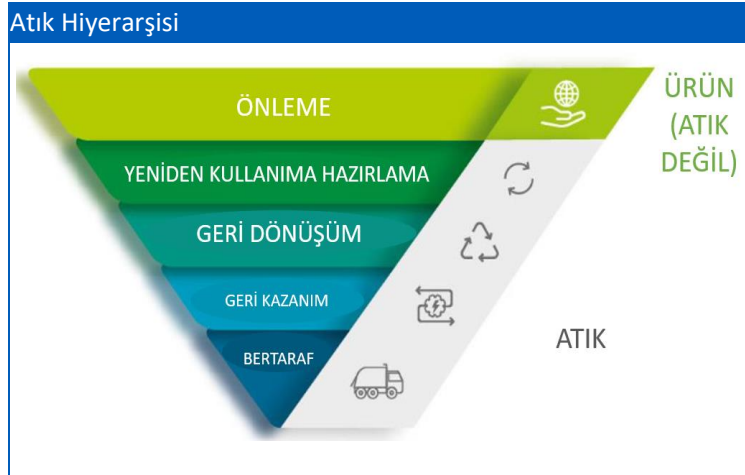 Atık Hiyerarşisi
ÖNLEME
YENİDEN KULLANIMA HAZIRLAMA
GERİ DÖNÜŞÜM
GERİ KAZANIM
BERTARAF
ÜRÜN
(ATIK
DEĞİL)
ATIK